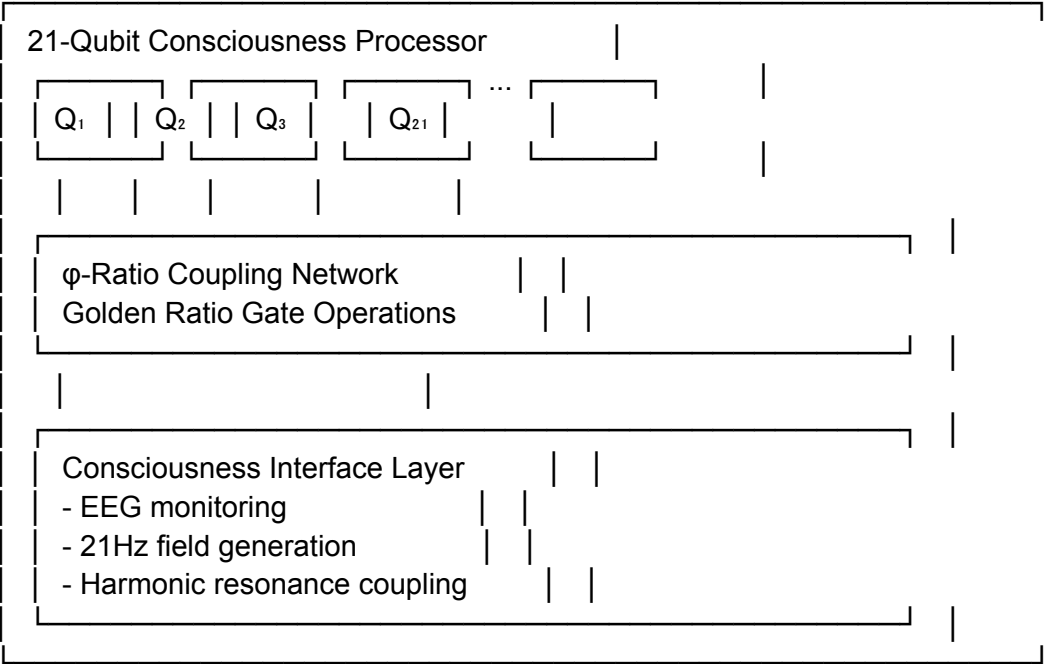 21-Qubit Consciousness Processor
Q₁ Q₂ Q₃ ... Q₂₁
φ-Ratio Coupling Network
Golden Ratio Gate Operations
Consciousness Interface Layer
- EEG monitoring
- 21Hz field generation
- Harmonic resonance coupling